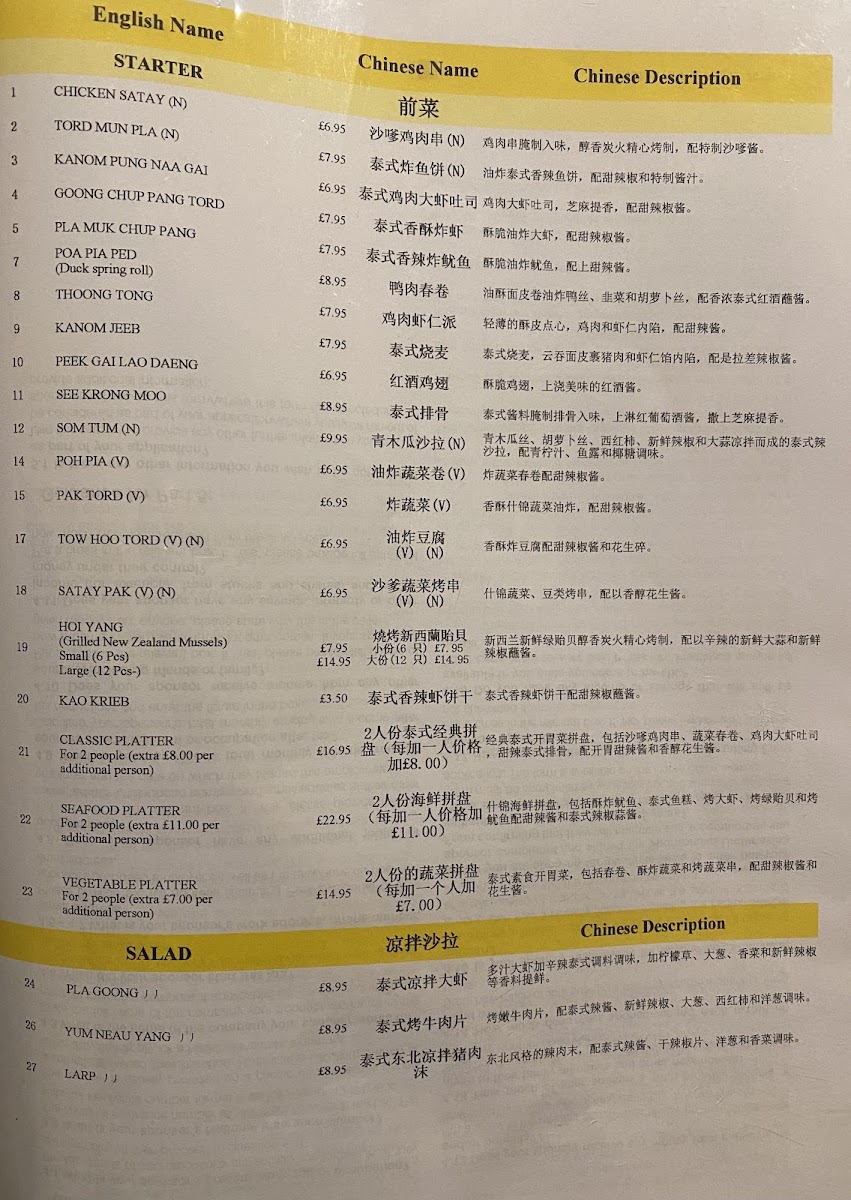 English Name
Chinese Name
Chinese Description
STARTER
前菜
1 CHICKEN SATAY (N) £6.95 沙嗲鸡肉串(N) 鸡肉串腌制入味，醇香炭火精心烤制，配特制沙嗲酱。
2 TORD MUN PLA (N) £7.95 泰式炸鱼饼(N) 油炸泰式香辣鱼饼，配甜辣椒和特制酱汁。
3 KANOM PUNG NAA GAI £6.95 泰式鸡肉大虾吐司 鸡肉大虾吐司，芝麻提香，配甜辣椒酱。
4 GOONG CHUP PANG TORD £7.95 泰式香酥炸虾 酥脆油炸大虾，配甜辣椒酱。
5 PLA MUK CHUP PANG £7.95 泰式香辣炸鱿鱼 酥脆油炸鱿鱼，配上甜辣酱。
7 POA PIA PED
(Duck spring roll) £8.95 鸭肉春卷 油酥面皮卷油炸鸭丝、韭菜和胡萝卜丝，配香浓泰式红酒蘸酱。
8 THOONG TONG £7.95 鸡肉虾仁派 轻薄的酥皮点心，鸡肉和虾仁内陷，配甜辣酱。
9 KANOM JEEB £7.95 泰式烧麦 泰式烧麦，云吞面皮裹猪肉和虾仁馅内陷，配是拉差辣椒酱。
10 PEEK GAI LAO DAENG £6.95 红酒鸡翅 酥脆鸡翅，上浇美味的红酒酱。
11 SEE KRONG MOO £8.95 泰式排骨 泰式酱料腌制排骨入味，上淋红葡萄酒酱，撒上芝麻提香。
12 SOM TUM (N) £9.95 青木瓜沙拉(N) 青木瓜丝、胡萝卜丝、西红柿、新鲜辣椒和大蒜凉拌而成的泰式辣
沙拉，配青柠汁、鱼露和椰糖调味。
14 POH PIA (V) £6.95 油炸蔬菜卷(V) 炸蔬菜春卷配甜辣椒酱。
15 PAK TORD (V) £6.95 炸蔬菜(V) 香酥什锦蔬菜油炸，配甜辣椒酱。
17 TOW HOO TORD (V) (N) £6.95 油炸豆腐
(V) (N) 香酥炸豆腐配甜辣椒酱和花生碎。
18 SATAY PAK (V) (N) £6.95 沙爹蔬菜烤串
(V) (N) 什锦蔬菜、豆类烤串，配以香醇花生酱。
19 HOI YANG
(Grilled New Zealand Mussels)
Small (6 Pcs) £7.95
Large (12 Pcs-) £14.95
燒烤新西蘭貽貝
小份(6 只) £7.95
大份(12 只) £14.95
新西兰新鲜绿贻贝醇香炭火精心烤制，配以辛辣的新鲜大蒜和新鲜
辣椒蘸酱。
20 KAO KRIEB £3.50 泰式香辣虾饼干 泰式香辣虾饼干配甜辣椒蘸酱。
21 CLASSIC PLATTER
For 2 people (extra £8.00 per
additional person) £16.95
2人份泰式经典拼
盘（每加一人价格
加£8.00）
经典泰式开胃菜拼盘，包括沙嗲鸡肉串、蔬菜春卷、鸡肉大虾吐司
，甜辣泰式排骨，配开胃甜辣酱和香醇花生酱。
22 SEAFOOD PLATTER
For 2 people (extra £11.00 per
additional person) £22.95
2人份海鲜拼盘
（每加一人价格加
£11.00）
什锦海鲜拼盘，包括酥炸鱿鱼、泰式鱼糕、烤大虾、烤绿贻贝和烤
鱿鱼配甜辣酱和泰式辣椒蒜酱。
23 VEGETABLE PLATTER
For 2 people (extra £7.00 per
additional person) £14.95
2人份的蔬菜拼盘
（每加一个人加
£7.00）
泰式素食开胃菜，包括春卷、酥炸蔬菜和烤蔬菜串，配甜辣椒酱和
花生酱。
SALAD
凉拌沙拉
Chinese Description
24 PLA GOONG £8.95 泰式凉拌大虾 多汁大虾加辛辣泰式调料调味，加柠檬草、大葱、香菜和新鲜辣椒
等香料提鲜。
26 YUM NEAU YANG £8.95 泰式烤牛肉片 烤嫩牛肉片，配泰式辣酱、新鲜辣椒、大葱、西红柿和洋葱调味。
27 LARP £8.95 泰式东北凉拌猪肉
沫 东北风格的辣肉末，配泰式辣酱、干辣椒片、洋葱和香菜调味。